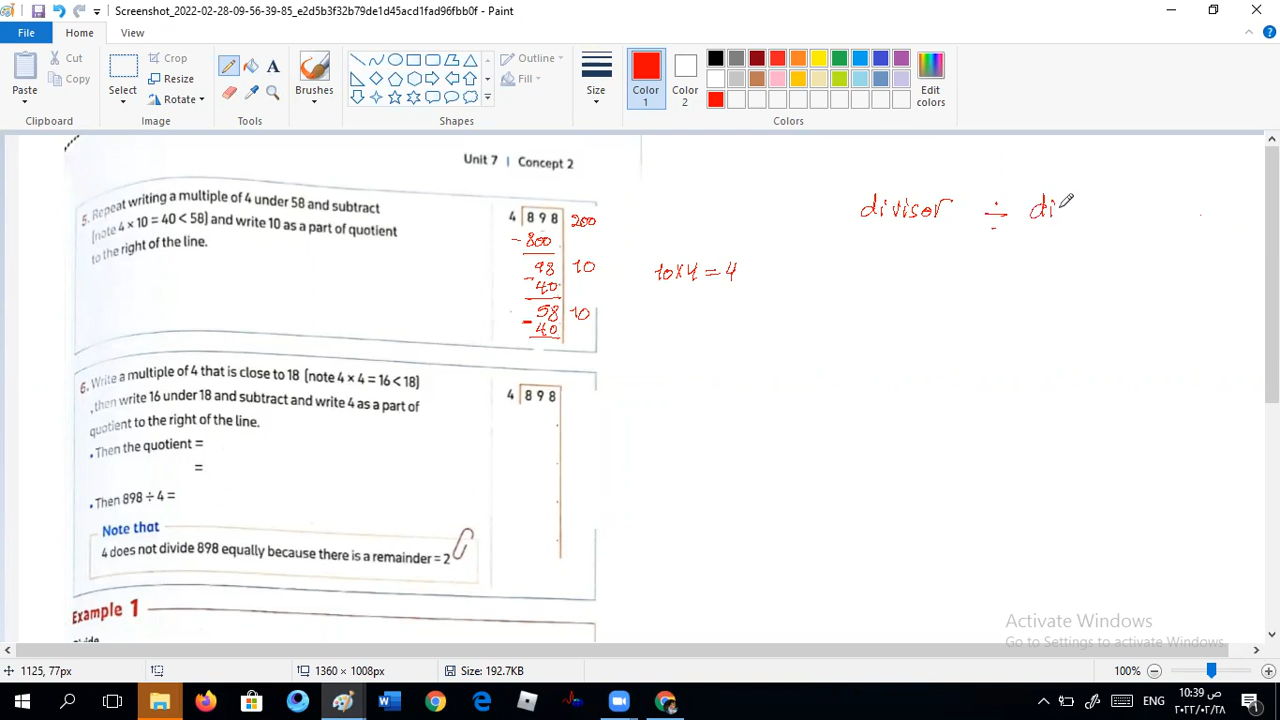 Screenshot_2022-02-28-09-56-39-85_e2d5b3f32b79de1d45acd1fad96fbb0f - Paint
File Home View
Paste Cut Copy
Clipboard
Select Crop Resize Rotate
Image
Tools
Brushes
Shapes
Outline Fill
Size
Color 1 Color 2
Edit colors
Colors
Unit 7 | Concept 2
5. Repeat writing a multiple of 4 under 58 and subtract
(note 4 × 10 = 40 < 58) and write 10 as a part of quotient
to the right of the line.
4 898 200
- 800
98 10
- 40
58 10
- 40
10×4 = 4
divisor ÷ di
6. Write a multiple of 4 that is close to 18 (note 4 × 4 = 16 < 18)
, then write 16 under 18 and subtract and write 4 as a part of
quotient to the right of the line.
• Then the quotient =
=
• Then 898 ÷ 4 =
4 898
Note that
4 does not divide 898 equally because there is a remainder = 2
Example 1
Activate Windows
Go to Settings to activate Windows.
1125, 77px
1360 × 1008px
Size: 192.7KB
100%
ENG
10:39 ص
٢٠٢٢/٠٢/٢٨